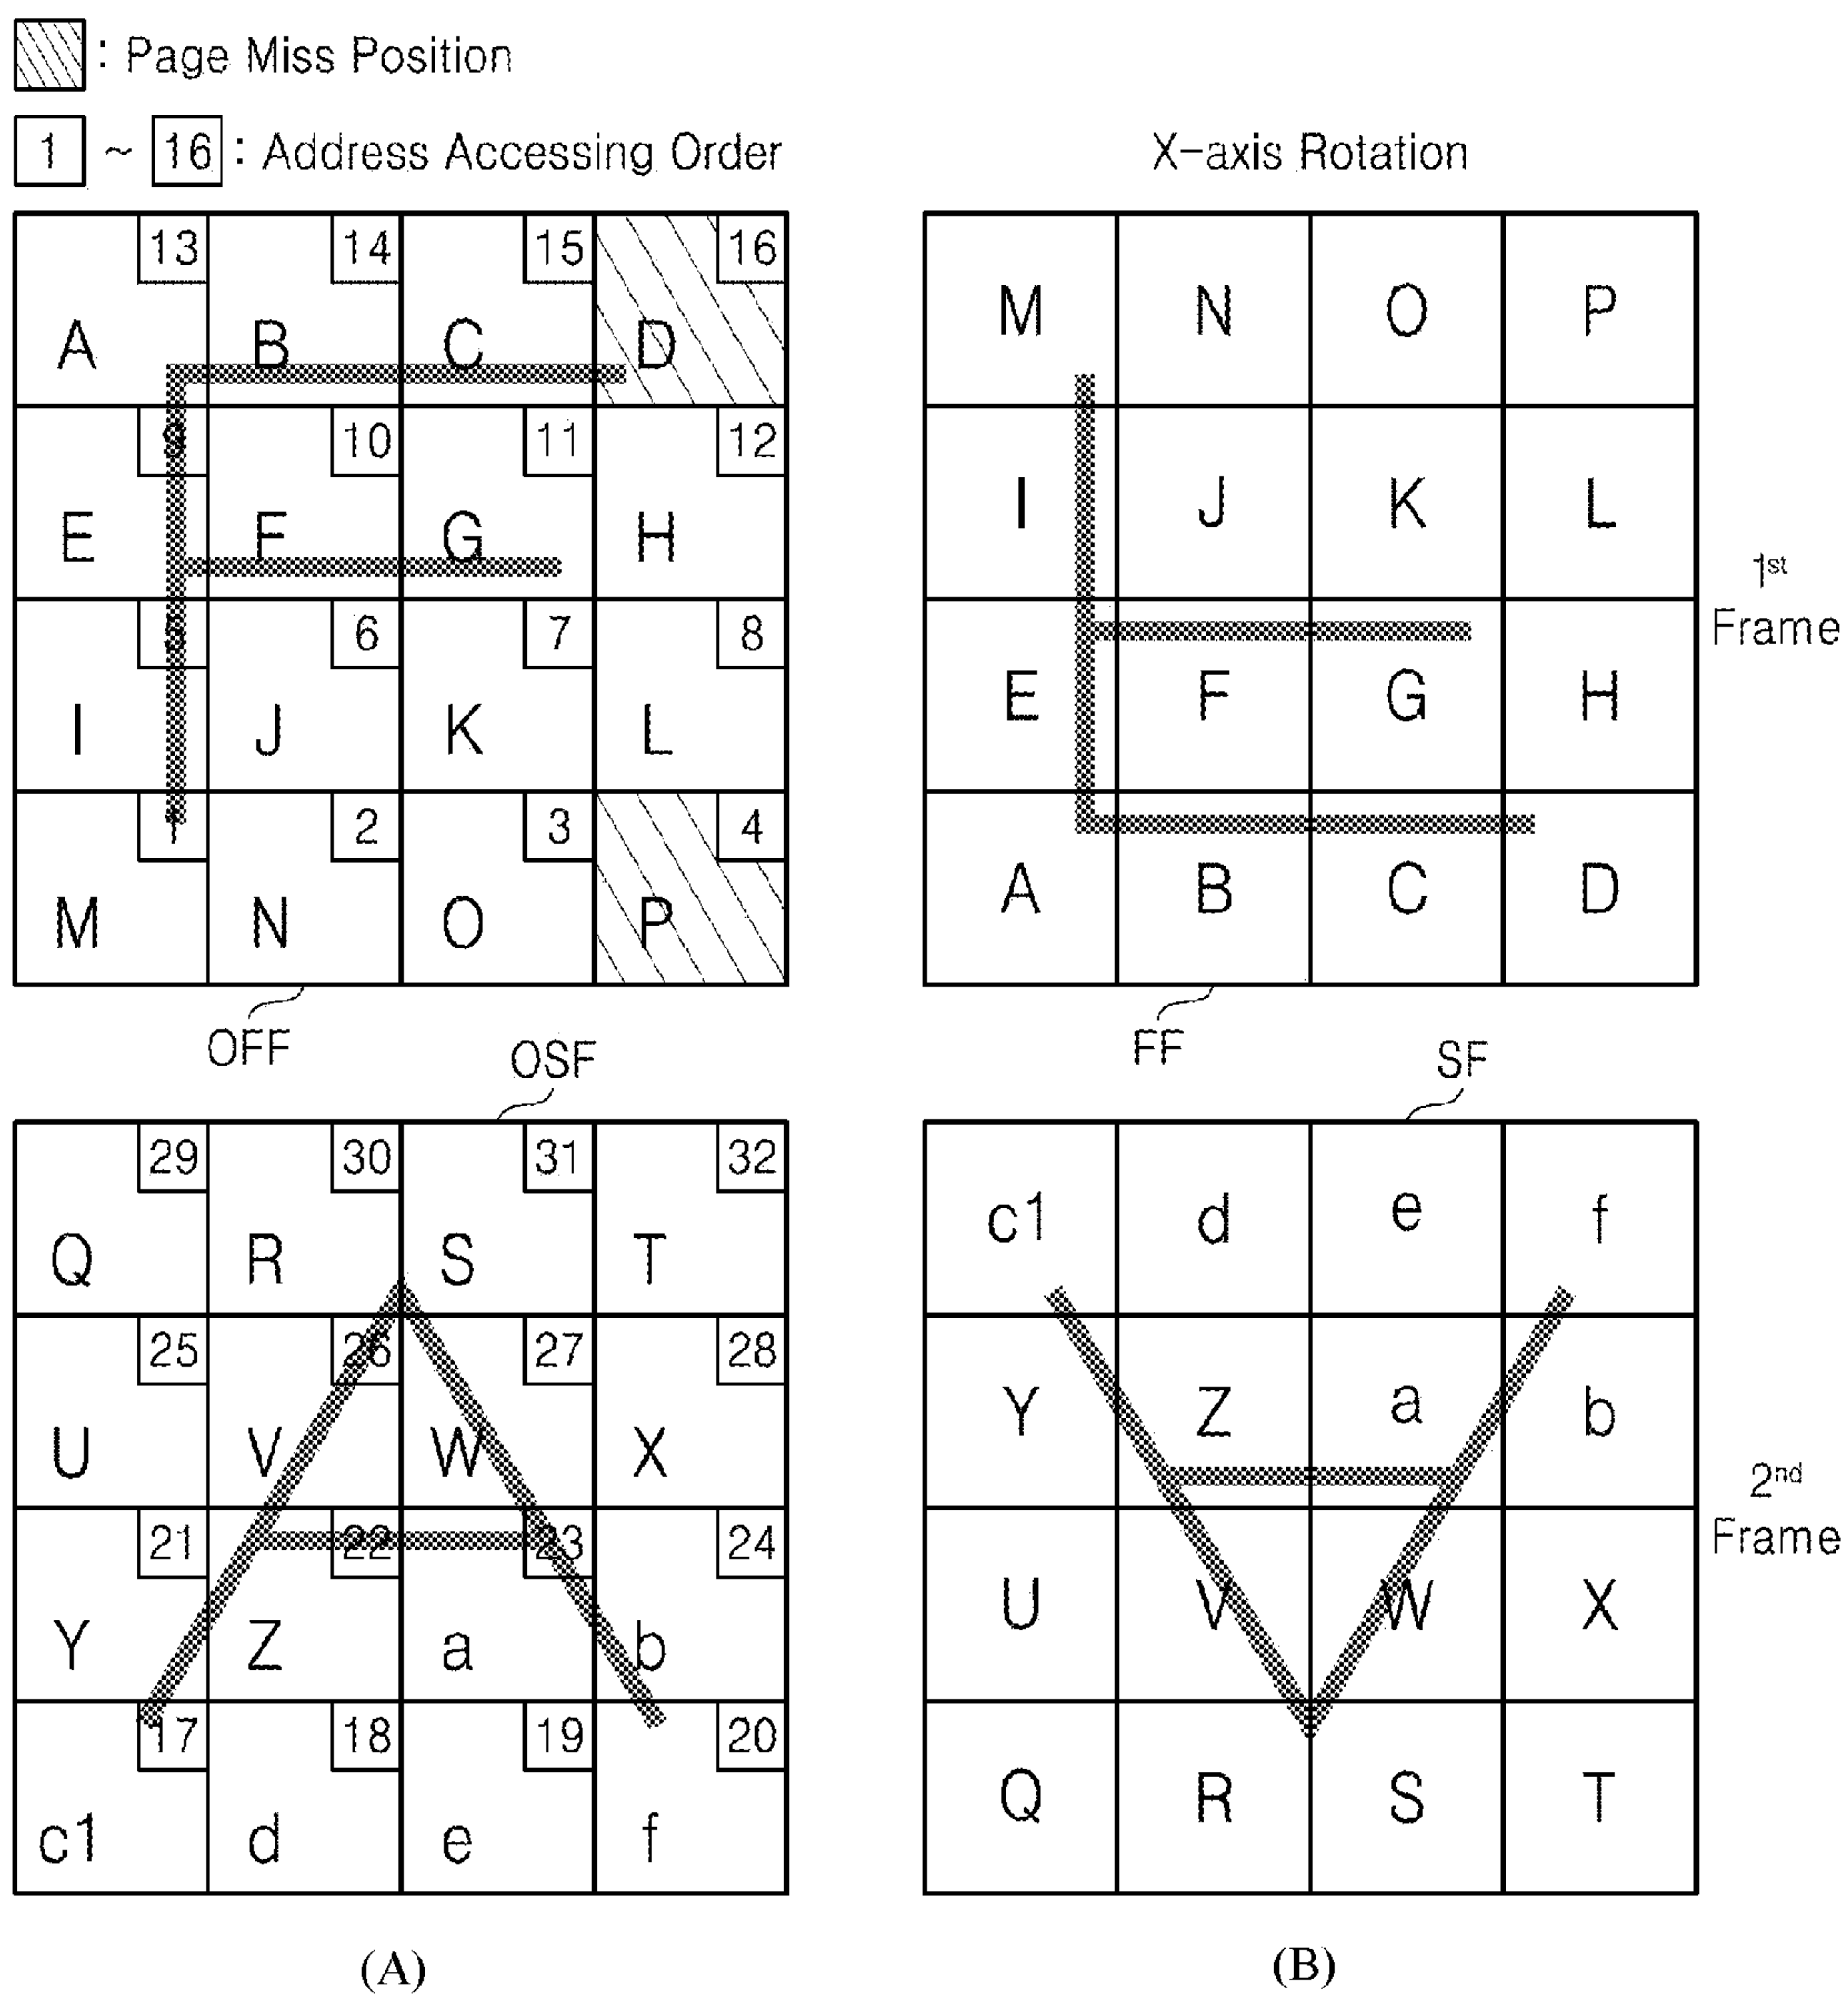 : Page Miss Position
1 ~ 16 : Address Accessing Order
X-axis Rotation
13 14 15 16
A B C D
9 10 11 12
E F G H
5 6 7 8
I J K L
1 2 3 4
M N O P
OFF
M N O P
I J K L
E F G H
A B C D
FF
1st
Frame
OSF
29 30 31 32
Q R S T
25 26 27 28
U V W X
21 22 23 24
Y Z a b
17 18 19 20
c1 d e f
(A)
SF
c1 d e f
Y Z a b
U V W X
Q R S T
2nd
Frame
(B)